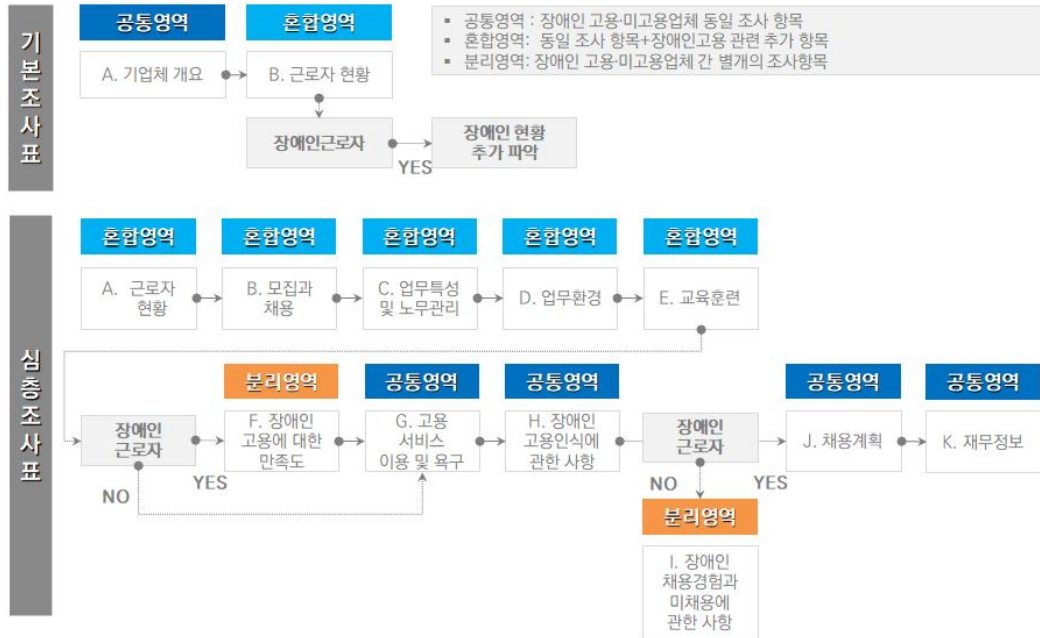 기본조사표
공통영역
혼합영역
▪ 공통영역 : 장애인 고용·미고용업체 동일 조사 항목
▪ 혼합영역: 동일 조사 항목+장애인고용 관련 추가 항목
▪ 분리영역: 장애인 고용·미고용업체 간 별개의 조사항목
A. 기업체 개요
B. 근로자 현황
장애인근로자
YES
장애인 현황
추가 파악
심층조사표
혼합영역
혼합영역
혼합영역
혼합영역
혼합영역
A. 근로자
현황
B. 모집과
채용
C. 업무특성
및 노무관리
D. 업무환경
E. 교육훈련
분리영역
공통영역
공통영역
공통영역
공통영역
장애인
근로자
NO
YES
F. 장애인
고용에 대한
만족도
G. 고용
서비스
이용 및 욕구
H. 장애인
고용인식에
관한 사항
장애인
근로자
NO
YES
J. 채용계획
K. 재무정보
분리영역
I. 장애인
채용경험과
미채용에
관한 사항